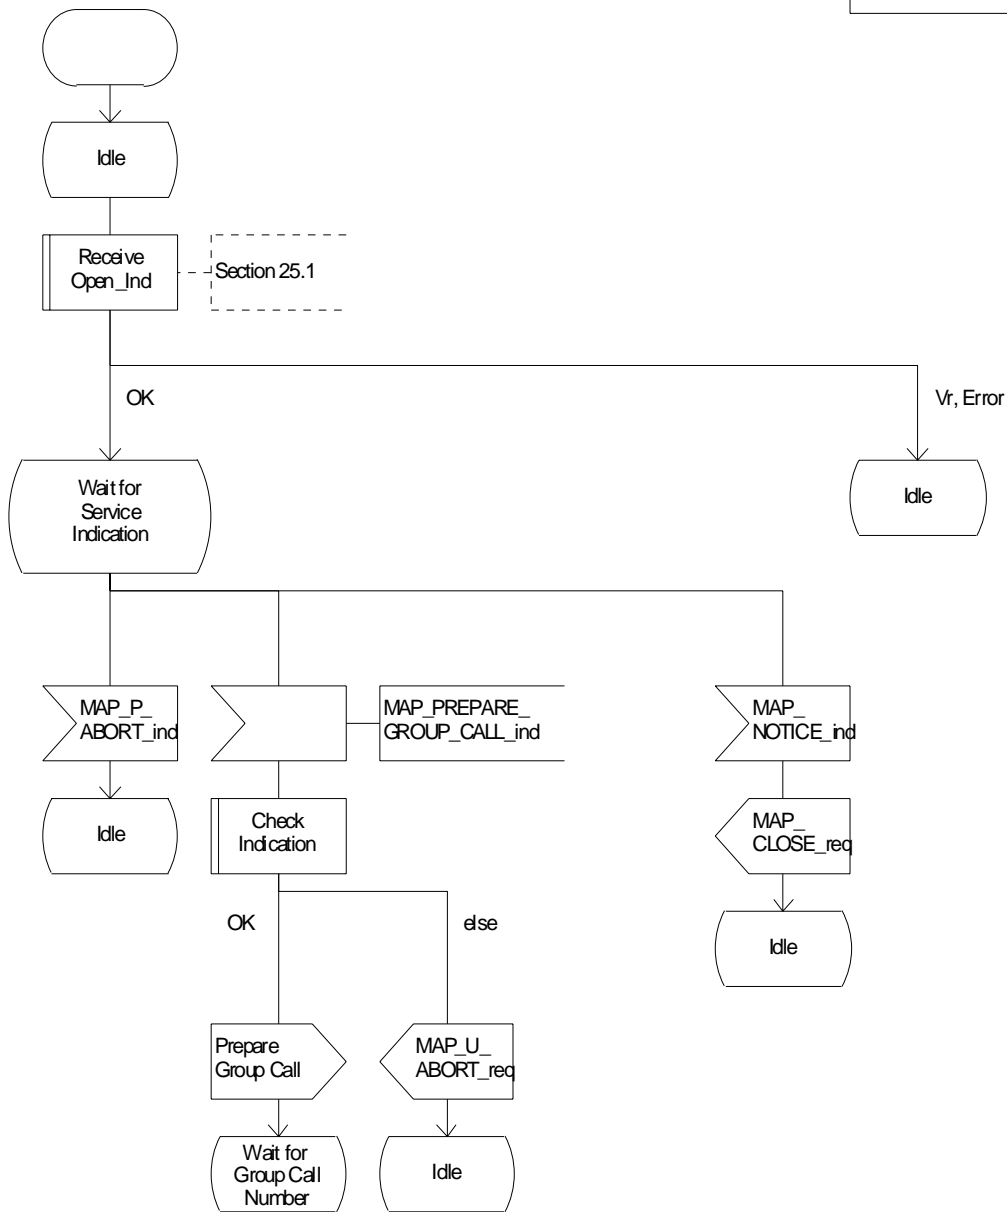 Idle
Receive
Open_Ind
Section 25.1
OK
Vr, Error
Wait for
Service
Indication
Idle
MAP_P_
ABORT_ind
MAP_PREPARE_
GROUP_CALL_ind
MAP_
NOTICE_ind
Idle
Check
Indication
MAP_
CLOSE_req
OK
else
Idle
Prepare
Group Call
MAP_U_
ABORT_req
Wait for
Group Call
Number
Idle